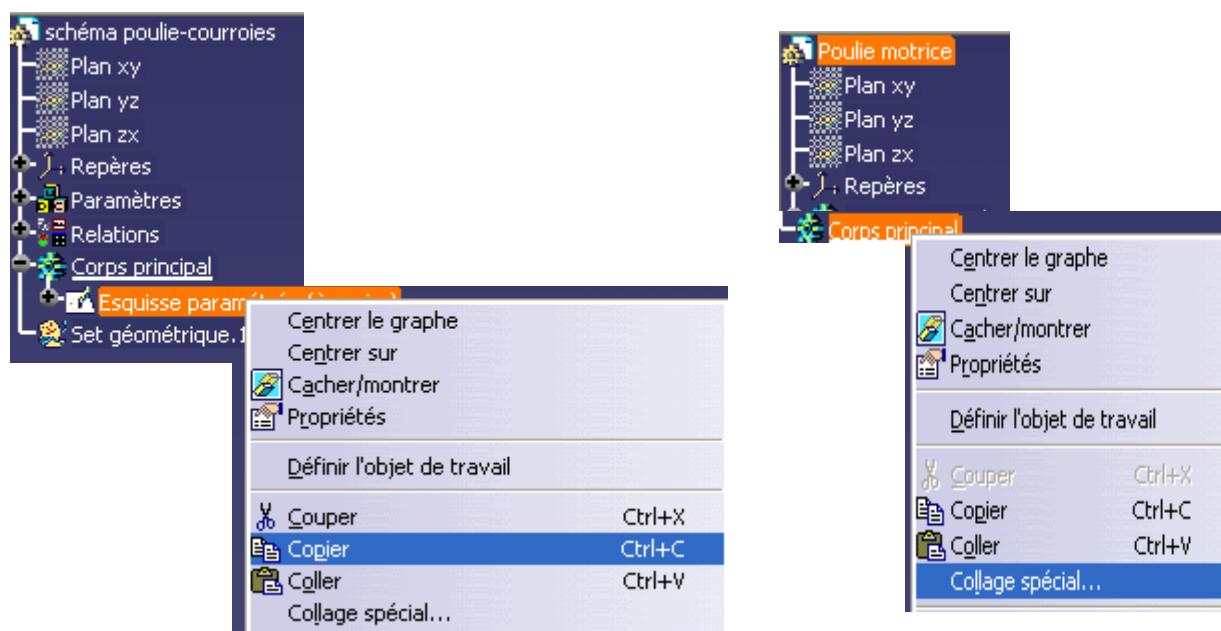 schéma poulie-courroies
Plan xy
Plan yz
Plan zx
Repères
Paramètres
Relations
Corps principal
Esquisse
Set géométrique.1
Centrer le graphe
Centrer sur
Cacher/montrer
Propriétés
Définir l'objet de travail
Couper Ctrl+X
Copier Ctrl+C
Coller Ctrl+V
Collage spécial...
Poulie motrice
Plan xy
Plan yz
Plan zx
Repères
Corps principal
Centrer le graphe
Centrer sur
Cacher/montrer
Propriétés
Définir l'objet de travail
Couper Ctrl+X
Copier Ctrl+C
Coller Ctrl+V
Collage spécial...